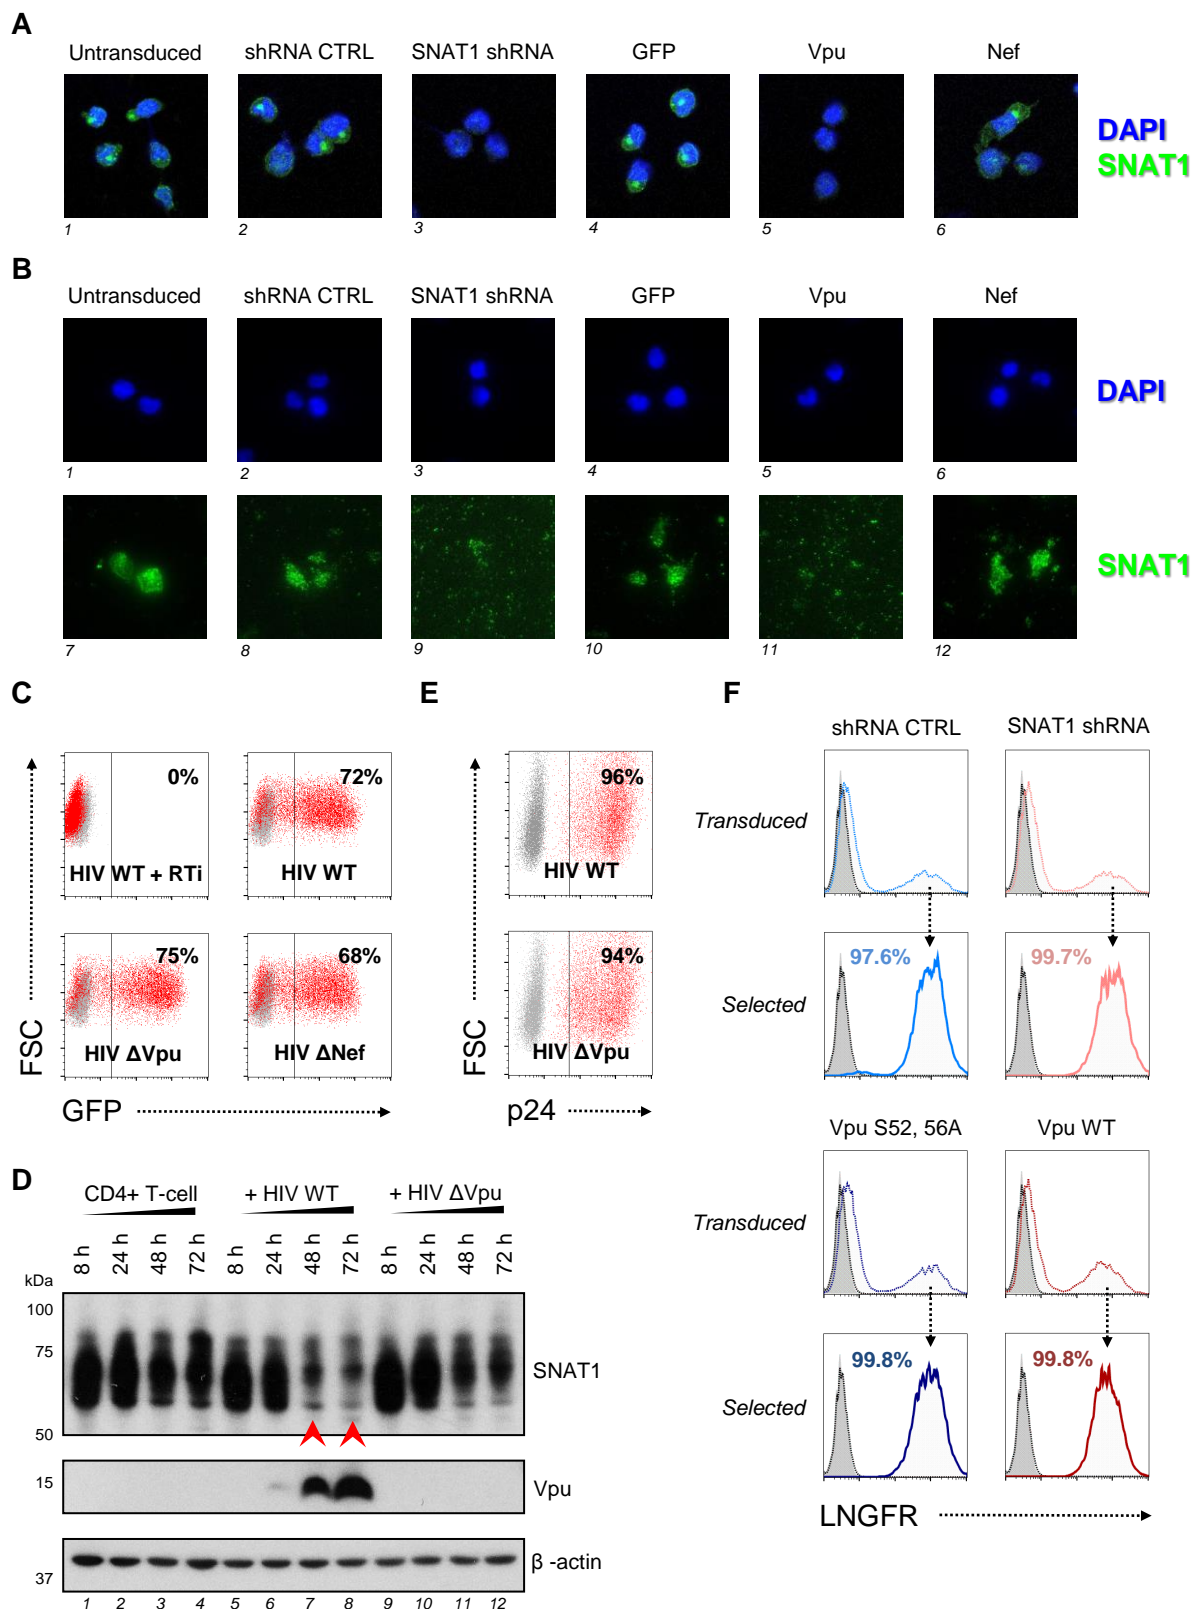 A
Untransduced shRNA CTRL SNAT1 shRNA GFP Vpu Nef
DAPI
SNAT1
1 2 3 4 5 6
B
Untransduced shRNA CTRL SNAT1 shRNA GFP Vpu Nef
DAPI
1 2 3 4 5 6
SNAT1
7 8 9 10 11 12
C
0% 72%
HIV WT + RTi HIV WT
75% 68%
HIV ΔVpu HIV ΔNef
FSC
GFP
E
96%
HIV WT
94%
HIV ΔVpu
FSC
p24
F
shRNA CTRL SNAT1 shRNA
Transduced
97.6% 99.7%
Selected
Vpu S52, 56A Vpu WT
Transduced
99.8% 99.8%
Selected
LNGFR
D
CD4+ T-cell + HIV WT + HIV ΔVpu
8 h 24 h 48 h 72 h 8 h 24 h 48 h 72 h 8 h 24 h 48 h 72 h
kDa
100
75
SNAT1
50
15
Vpu
β -actin
37
1 2 3 4 5 6 7 8 9 10 11 12